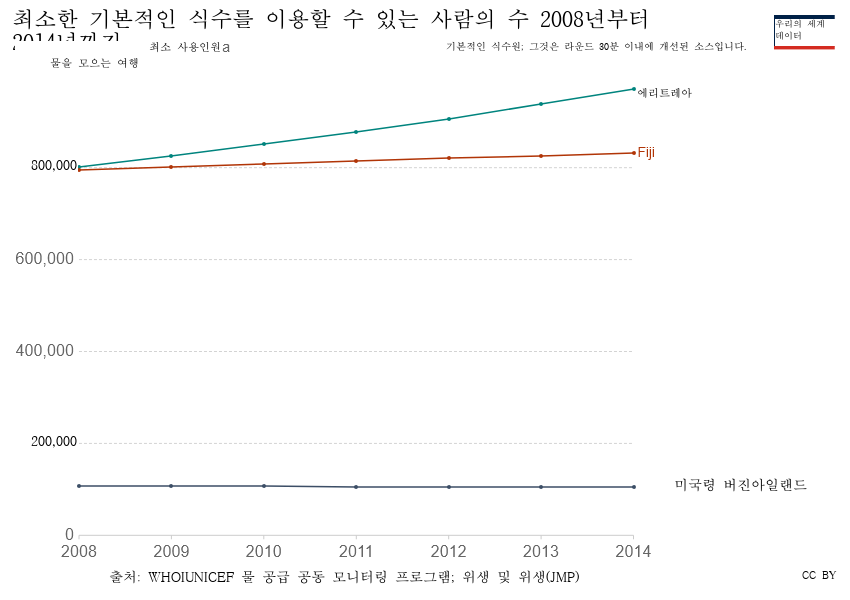 최소한 기본적인 식수를 이용할 수 있는 사람의 수 2008년부터
2014년까지
우리의 세계
데이터
최소 사용인원a
기본적인 식수원; 그것은 라운드 30분 이내에 개선된 소스입니다.
물을 모으는 여행
에리트레아
Fiji
800,000
600,000
400,000
200,000
미국령 버진아일랜드
0
2008 2009 2010 2011 2012 2013 2014
출처: WHOIUNICEF 물 공급 공동 모니터링 프로그램; 위생 및 위생(JMP)
CC BY